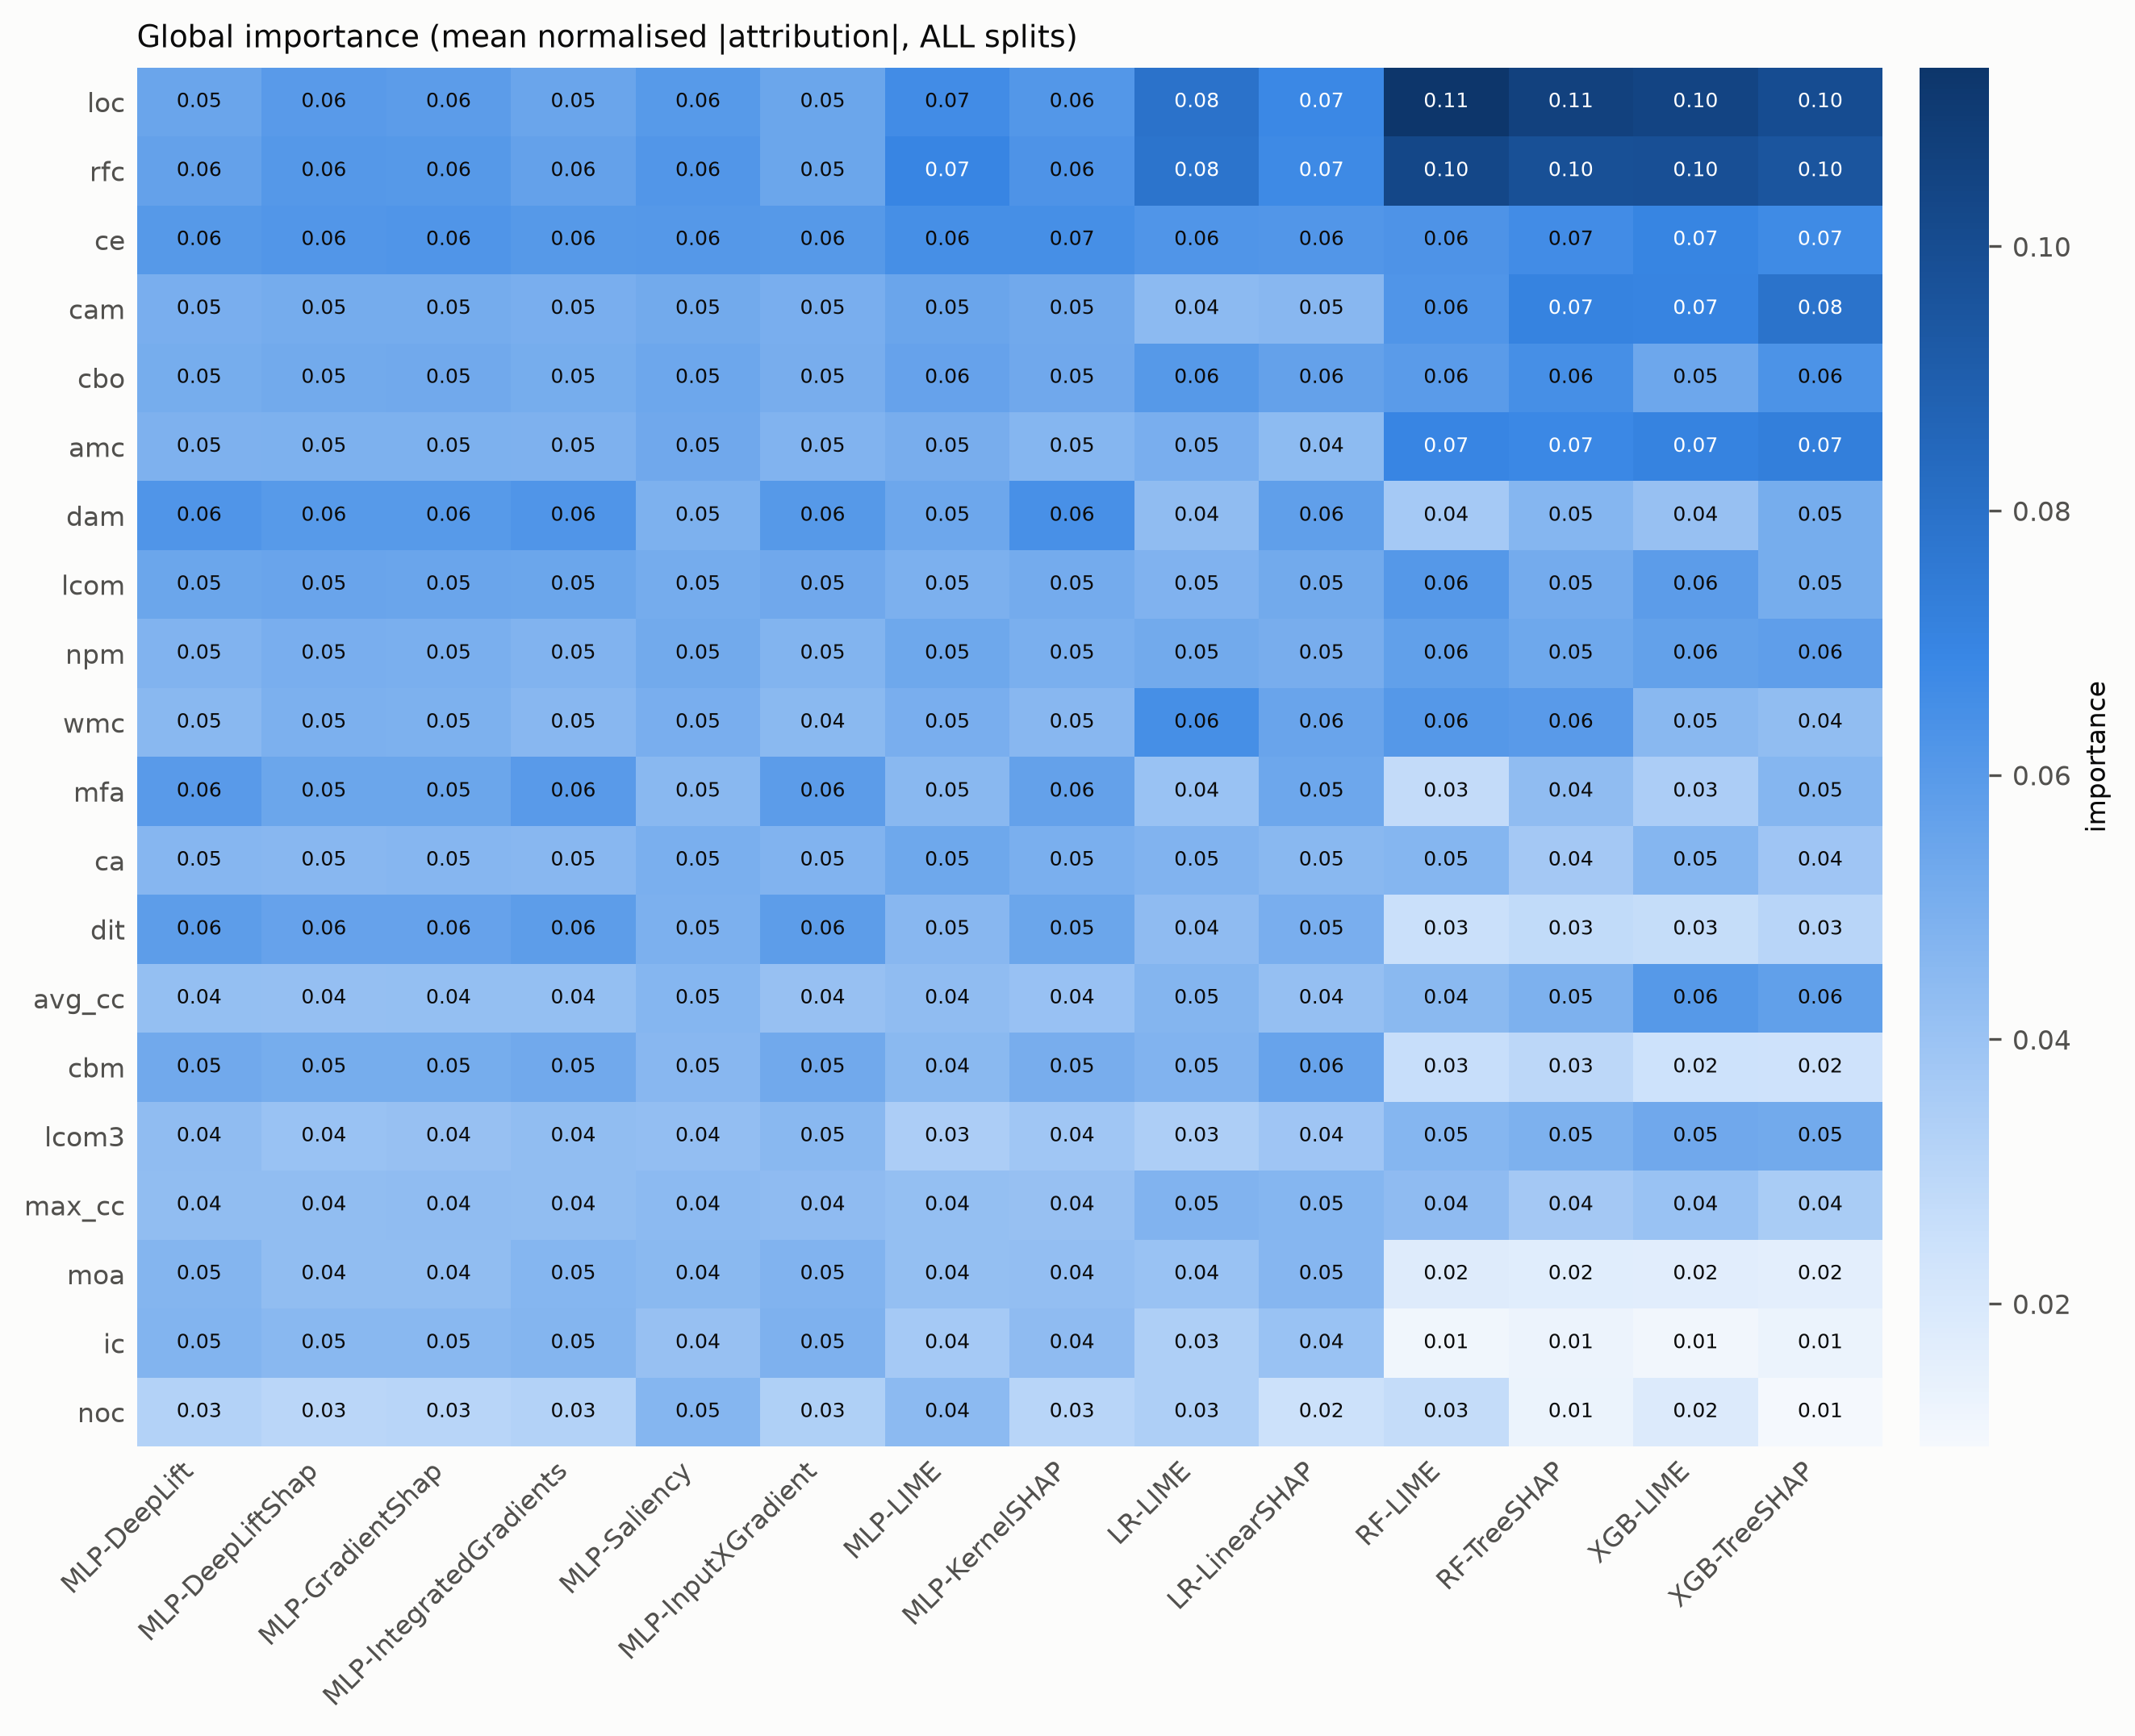 Global importance (mean normalised |attribution|, ALL splits)
loc 0.05 0.06 0.06 0.05 0.06 0.05 0.07 0.06 0.08 0.07 0.11 0.11 0.10 0.10
rfc 0.06 0.06 0.06 0.06 0.06 0.05 0.07 0.06 0.08 0.07 0.10 0.10 0.10 0.10
ce 0.06 0.06 0.06 0.06 0.06 0.06 0.06 0.07 0.06 0.06 0.06 0.07 0.07 0.07
cam 0.05 0.05 0.05 0.05 0.05 0.05 0.05 0.05 0.04 0.05 0.06 0.07 0.07 0.08
cbo 0.05 0.05 0.05 0.05 0.05 0.05 0.06 0.05 0.06 0.06 0.06 0.06 0.05 0.06
amc 0.05 0.05 0.05 0.05 0.05 0.05 0.05 0.05 0.05 0.04 0.07 0.07 0.07 0.07
dam 0.06 0.06 0.06 0.06 0.05 0.06 0.05 0.06 0.04 0.06 0.04 0.05 0.04 0.05
lcom 0.05 0.05 0.05 0.05 0.05 0.05 0.05 0.05 0.05 0.05 0.06 0.05 0.06 0.05
npm 0.05 0.05 0.05 0.05 0.05 0.05 0.05 0.05 0.05 0.05 0.06 0.05 0.06 0.06
wmc 0.05 0.05 0.05 0.05 0.05 0.04 0.05 0.05 0.06 0.06 0.06 0.06 0.05 0.04
mfa 0.06 0.05 0.05 0.06 0.05 0.06 0.05 0.06 0.04 0.05 0.03 0.04 0.03 0.05
ca 0.05 0.05 0.05 0.05 0.05 0.05 0.05 0.05 0.05 0.05 0.05 0.04 0.05 0.04
dit 0.06 0.06 0.06 0.06 0.05 0.06 0.05 0.05 0.04 0.05 0.03 0.03 0.03 0.03
avg_cc 0.04 0.04 0.04 0.04 0.05 0.04 0.04 0.04 0.05 0.04 0.04 0.05 0.06 0.06
cbm 0.05 0.05 0.05 0.05 0.05 0.05 0.04 0.05 0.05 0.06 0.03 0.03 0.02 0.02
lcom3 0.04 0.04 0.04 0.04 0.04 0.05 0.03 0.04 0.03 0.04 0.05 0.05 0.05 0.05
max_cc 0.04 0.04 0.04 0.04 0.04 0.04 0.04 0.04 0.05 0.05 0.04 0.04 0.04 0.04
moa 0.05 0.04 0.04 0.05 0.04 0.05 0.04 0.04 0.04 0.05 0.02 0.02 0.02 0.02
ic 0.05 0.05 0.05 0.05 0.04 0.05 0.04 0.04 0.03 0.04 0.01 0.01 0.01 0.01
noc 0.03 0.03 0.03 0.03 0.05 0.03 0.04 0.03 0.03 0.02 0.03 0.01 0.02 0.01
MLP-DeepLift
MLP-DeepLiftShap
MLP-GradientShap
MLP-IntegratedGradients
MLP-Saliency
MLP-InputXGradient
MLP-LIME
MLP-KernelSHAP
LR-LIME
LR-LinearSHAP
RF-LIME
RF-TreeSHAP
XGB-LIME
XGB-TreeSHAP
0.10
0.08
0.06
0.04
0.02
importance